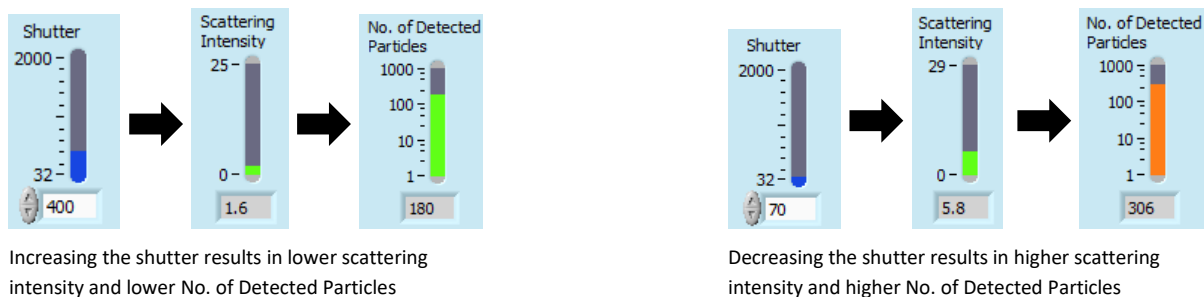 Shutter
2000
32
400
Scattering
Intensity
25
0
1.6
No. of Detected
Particles
1000
100
10
1
180
Increasing the shutter results in lower scattering
intensity and lower No. of Detected Particles
Shutter
2000
32
70
Scattering
Intensity
29
0
5.8
No. of Detected
Particles
1000
100
10
1
306
Decreasing the shutter results in higher scattering
intensity and higher No. of Detected Particles